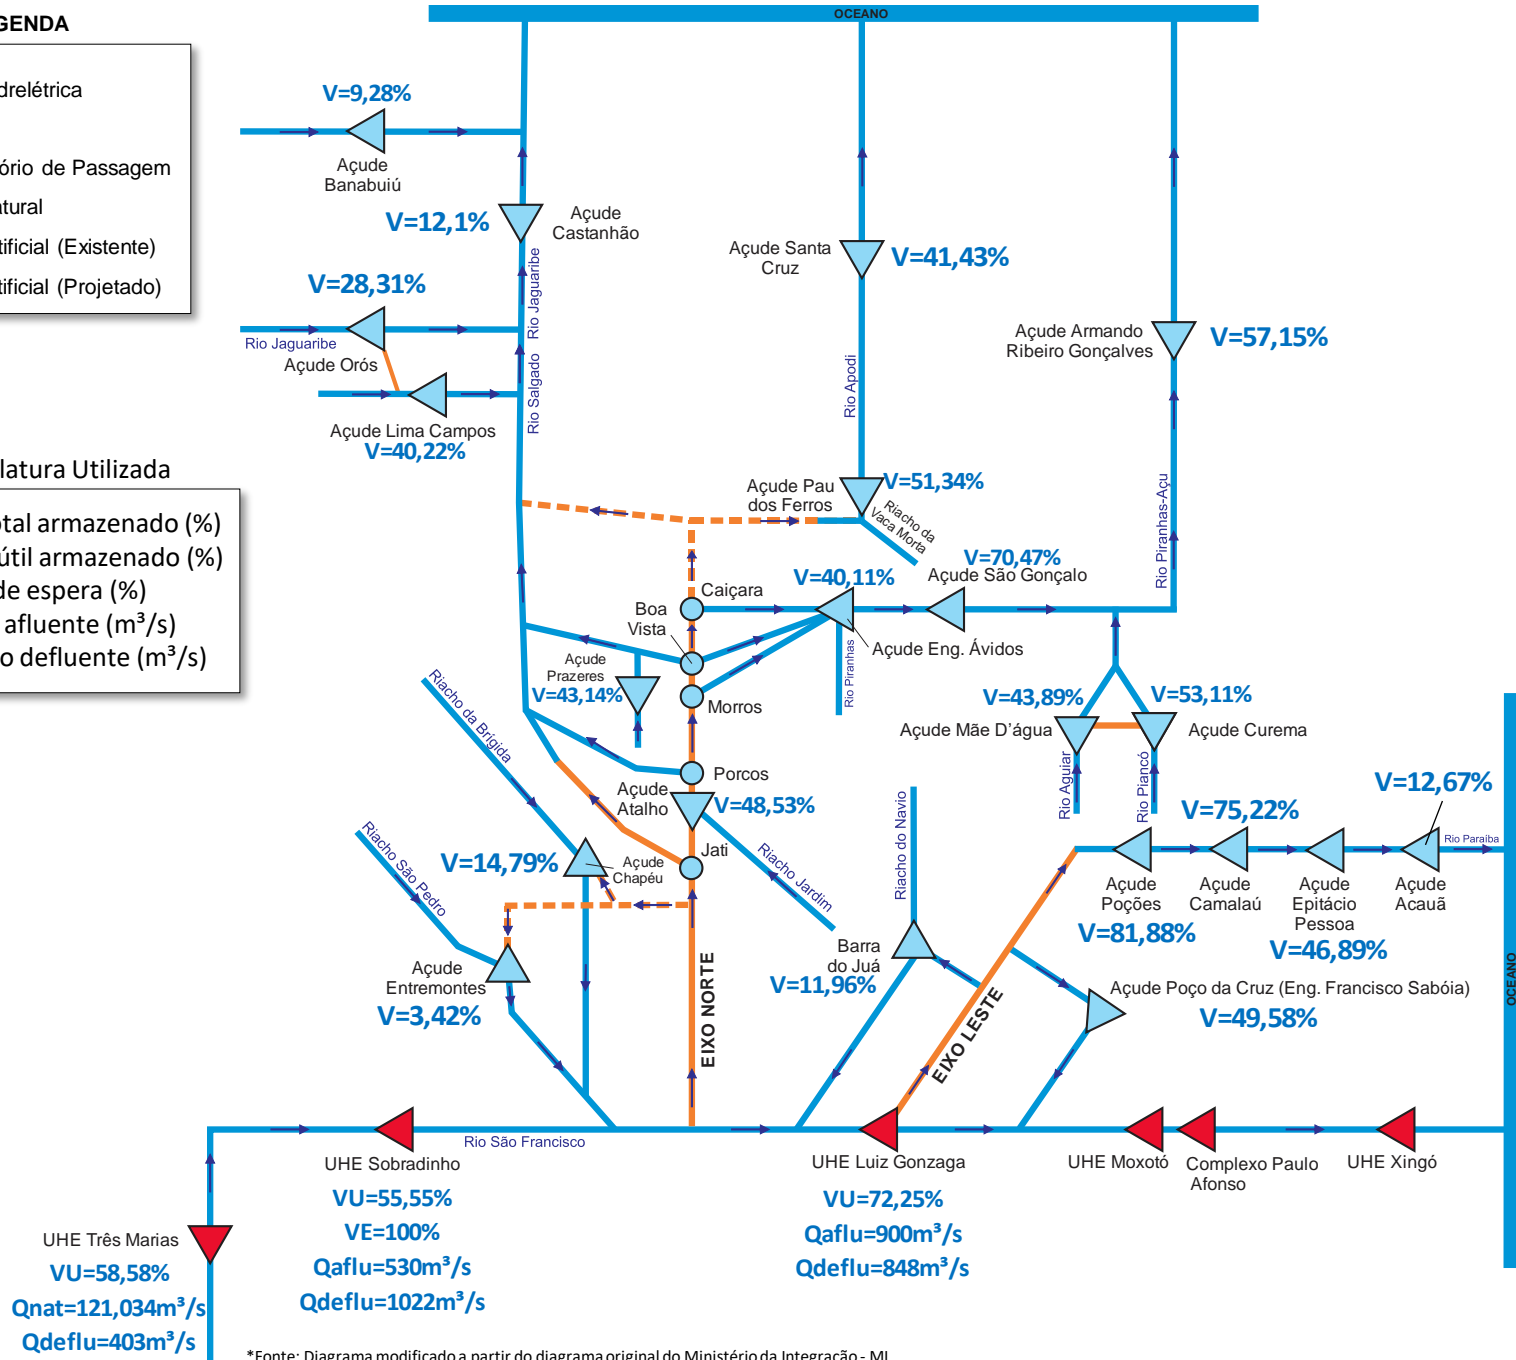 OCEANO
GENDA
drelétrica
ório de Passagem
atural
tificial (Existente)
tificial (Projetado)
V=9,28%
Açude
Banabuiú
V=12,1%
Açude
Castanhão
Rio Jaguaribe
V=28,31%
Rio Jaguaribe
Açude Orós
Rio Salgado
Açude Lima Campos
V=40,22%
Açude Santa
Cruz
V=41,43%
Rio Apodi
Açude Armando
Ribeiro Gonçalves
V=57,15%
Rio Piranhas-Açu
latura Utilizada
otal armazenado (%)
útil armazenado (%)
de espera (%)
afluente (m³/s)
o defluente (m³/s)
Açude Pau
dos Ferros
V=51,34%
Riacho da
Vaca Morta
V=70,47%
Açude São Gonçalo
V=40,11%
Caiçara
Boa
Vista
Açude Eng. Ávidos
Rio Piranhas
Açude
Prazeres
V=43,14%
Morros
Riacho da Brígida
V=43,89%
V=53,11%
Açude Mãe D'água
Açude Curema
Rio Aguiar
Rio Piancó
Porcos
Açude
Atalho
V=48,53%
Jati
Riacho Jardim
Riacho do Navio
V=12,67%
V=75,22%
Rio Paraíba
Riacho São Pedro
V=14,79%
Açude
Chapéu
Açude
Poções
V=81,88%
Açude
Camalaú
Açude
Epitácio
Pessoa
V=46,89%
Açude
Acauã
Açude
Entremontes
V=3,42%
Barra
do Juá
V=11,96%
EIXO NORTE
EIXO LESTE
Açude Poço da Cruz (Eng. Francisco Sabóia)
V=49,58%
OCEANO
Rio São Francisco
UHE Sobradinho
VU=55,55%
VE=100%
Qaflu=530m³/s
Qdeflu=1022m³/s
UHE Luiz Gonzaga
VU=72,25%
Qaflu=900m³/s
Qdeflu=848m³/s
UHE Moxotó
Complexo Paulo
Afonso
UHE Xingó
UHE Três Marias
VU=58,58%
Qnat=121,034m³/s
Qdeflu=403m³/s
*Fonte: Diagrama modificado a partir do diagrama original do Ministério da Integração - MI